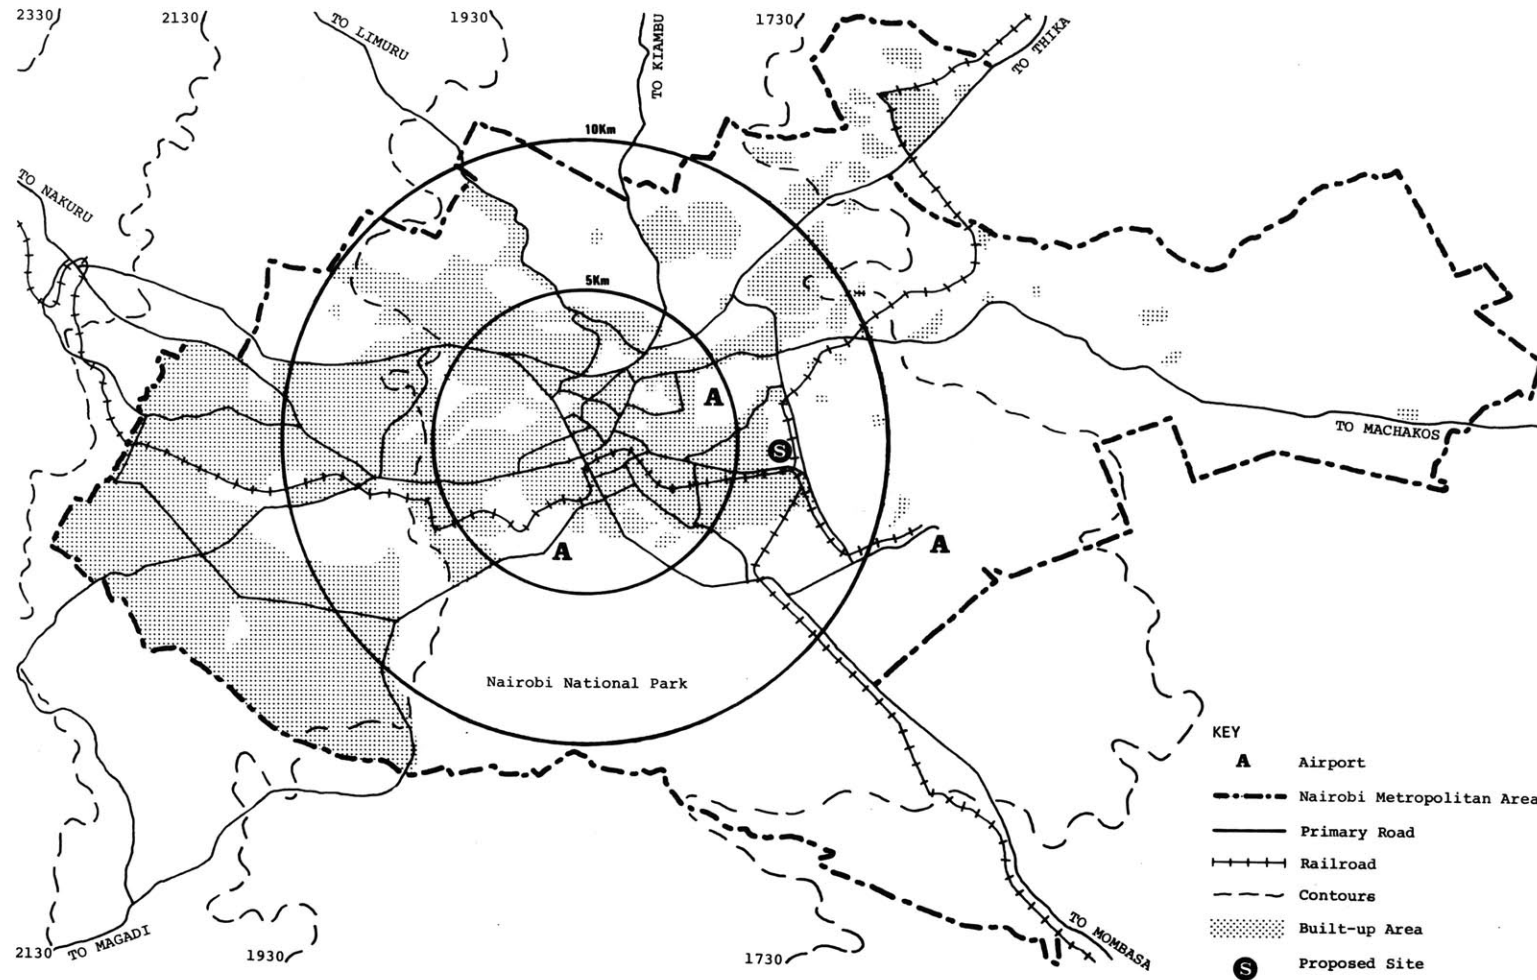 2330
2130
1930
1730
TO LIMURU
TO KIAMBU
TO THIKA
10Km
TO NAKURU
5Km
A
S
TO MACHAKOS
A
A
Nairobi National Park
KEY
A Airport
Nairobi Metropolitan Area
Primary Road
Railroad
Contours
Built-up Area
S Proposed Site
TO MAGADI
TO MOMBASA
2130
1930
1730